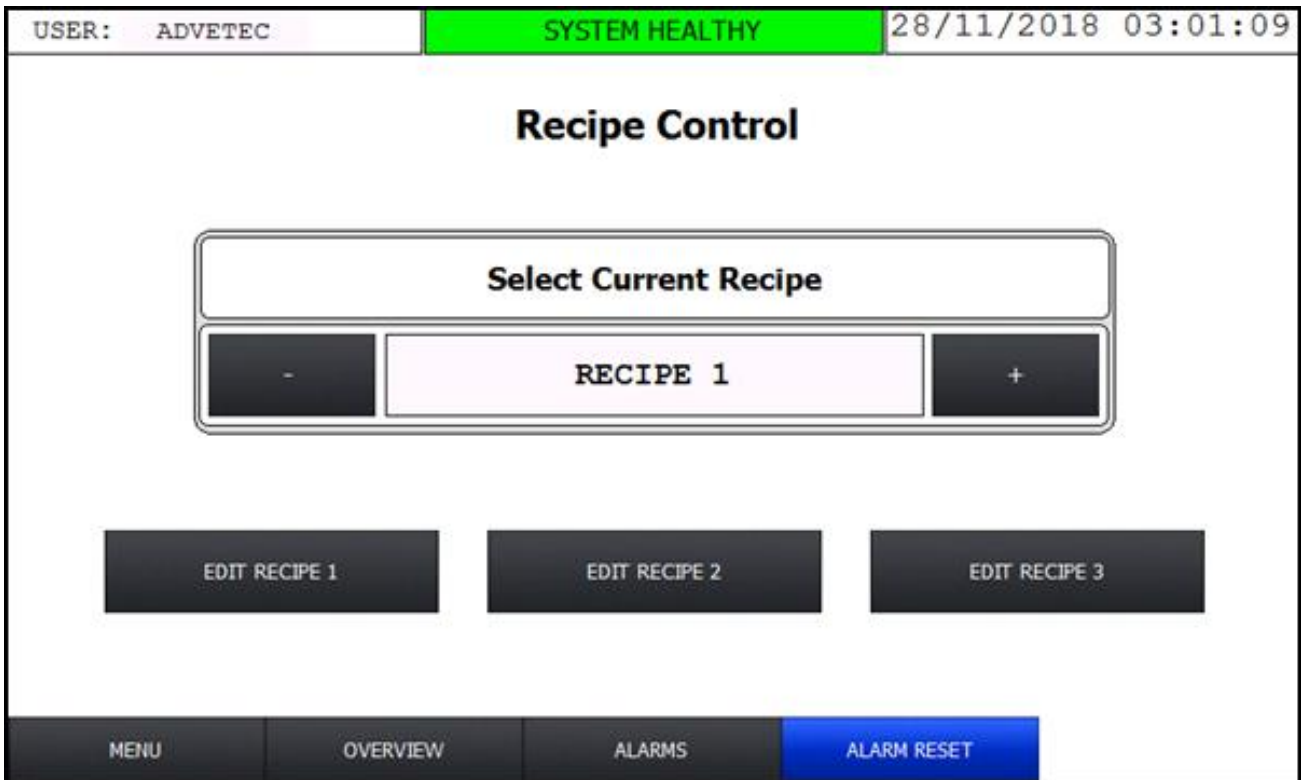 USER: ADVETEC SYSTEM HEALTHY 28/11/2018 03:01:09
Recipe Control
Select Current Recipe
- RECIPE 1 +
EDIT RECIPE 1 EDIT RECIPE 2 EDIT RECIPE 3
MENU OVERVIEW ALARMS ALARM RESET